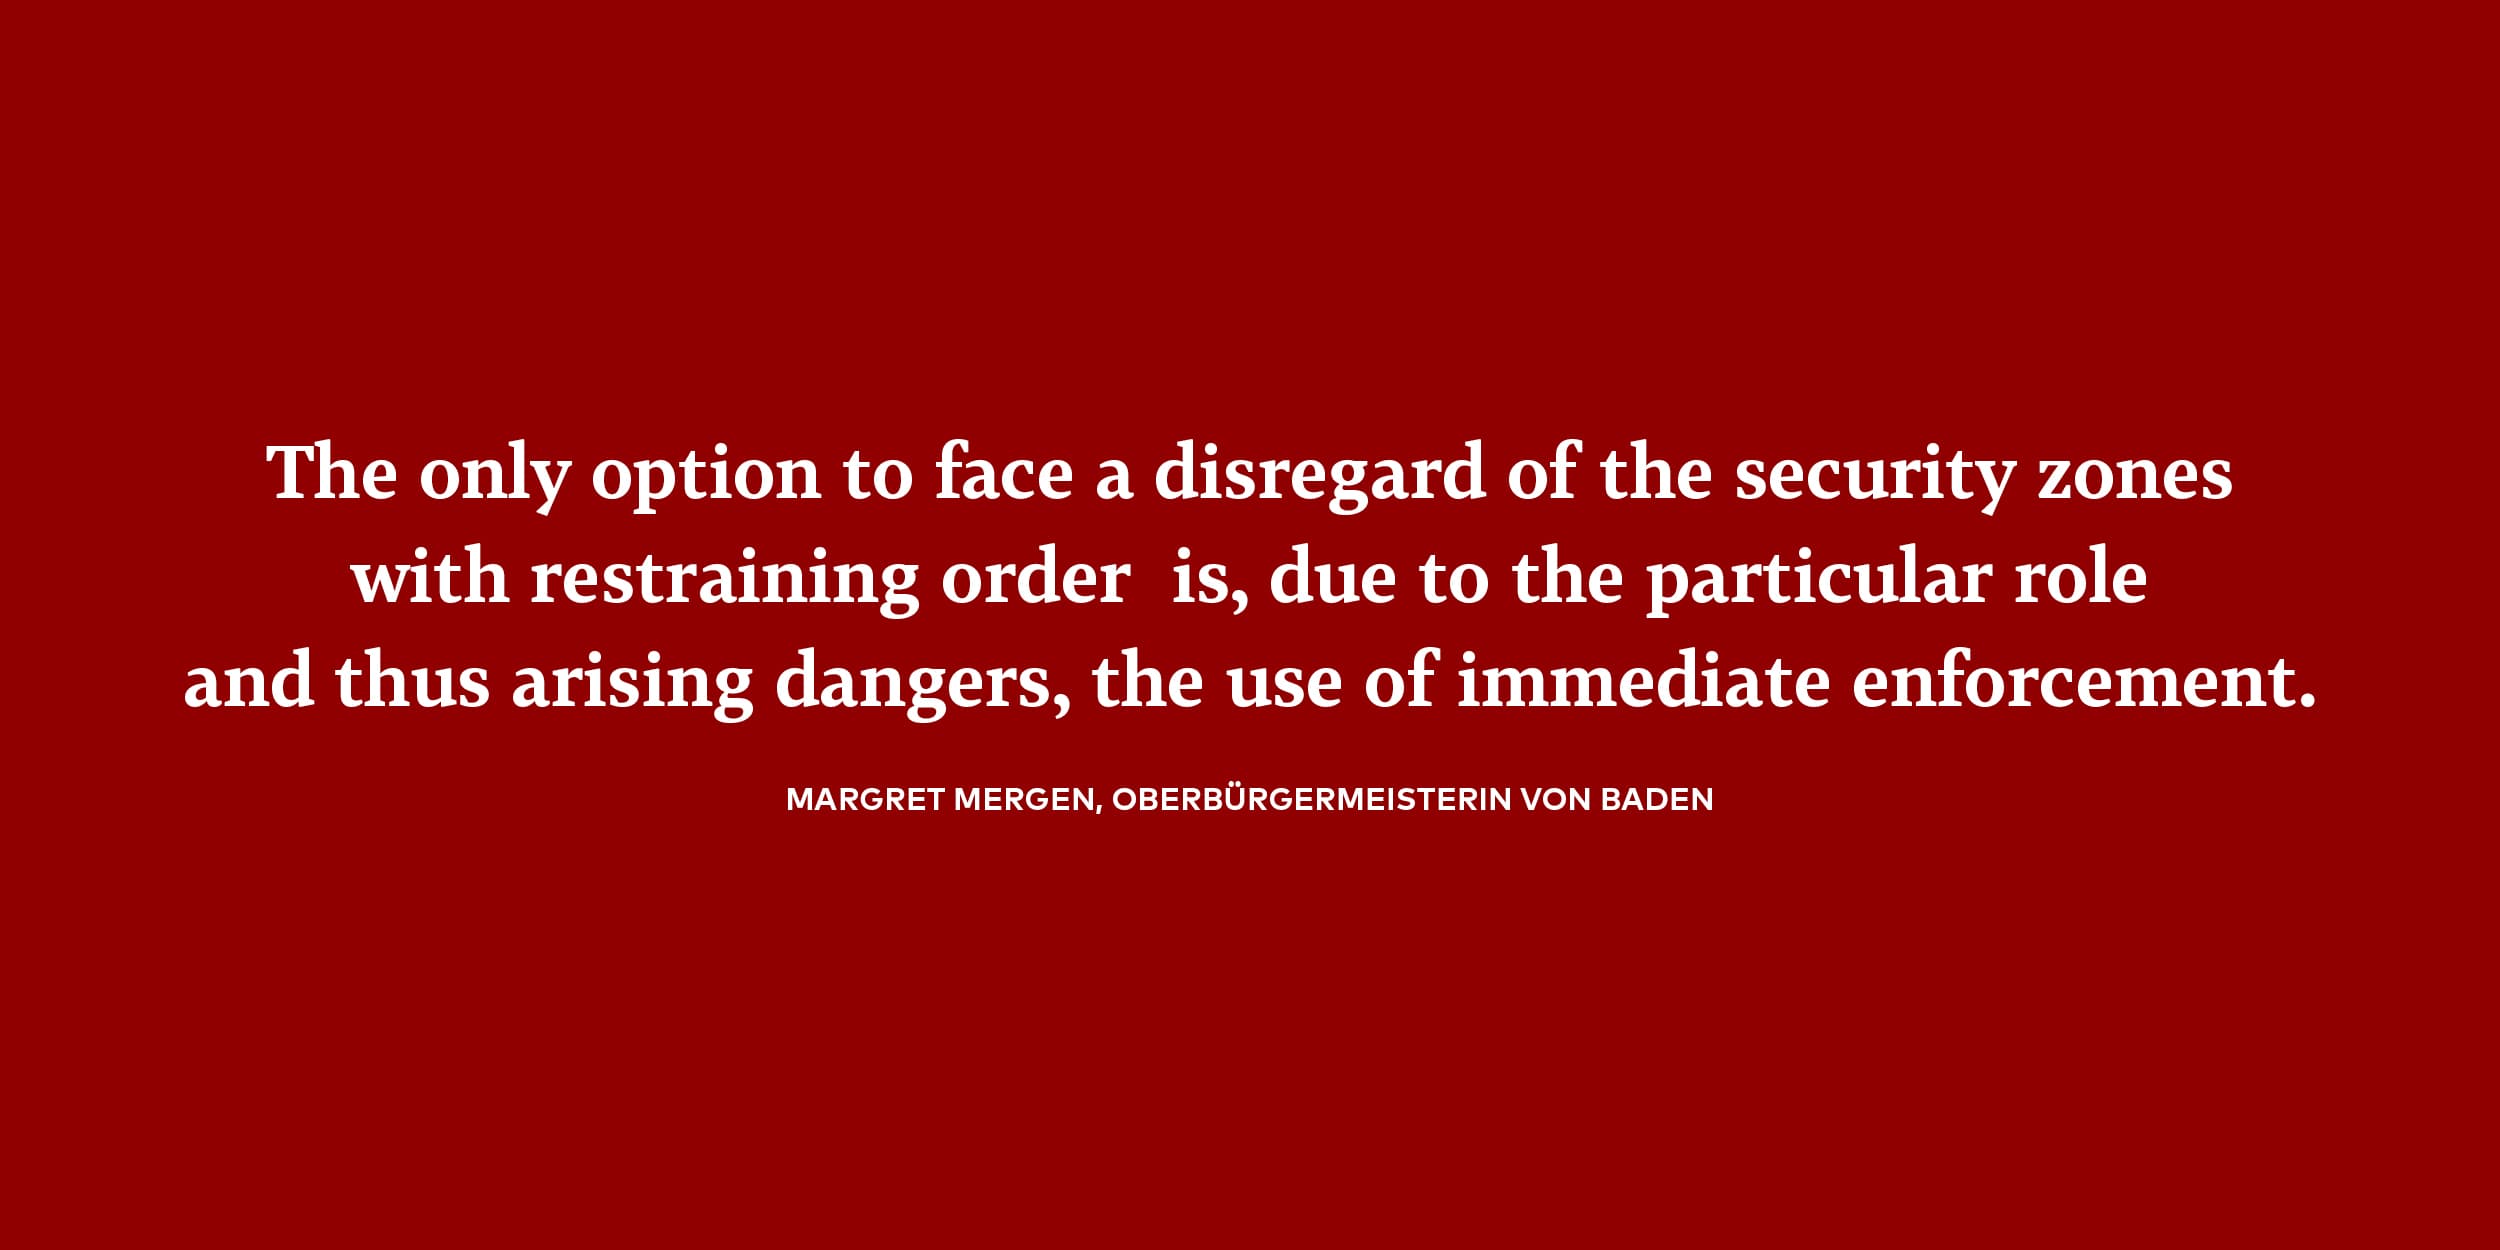 The only option to face a disregard of the security zones
with restraining order  is, due to the particular role
and thus arising dangers, the use of immediate enforcement.
MARGRET MERGEN, OBERBÜRGERMEISTERIN VON BADEN